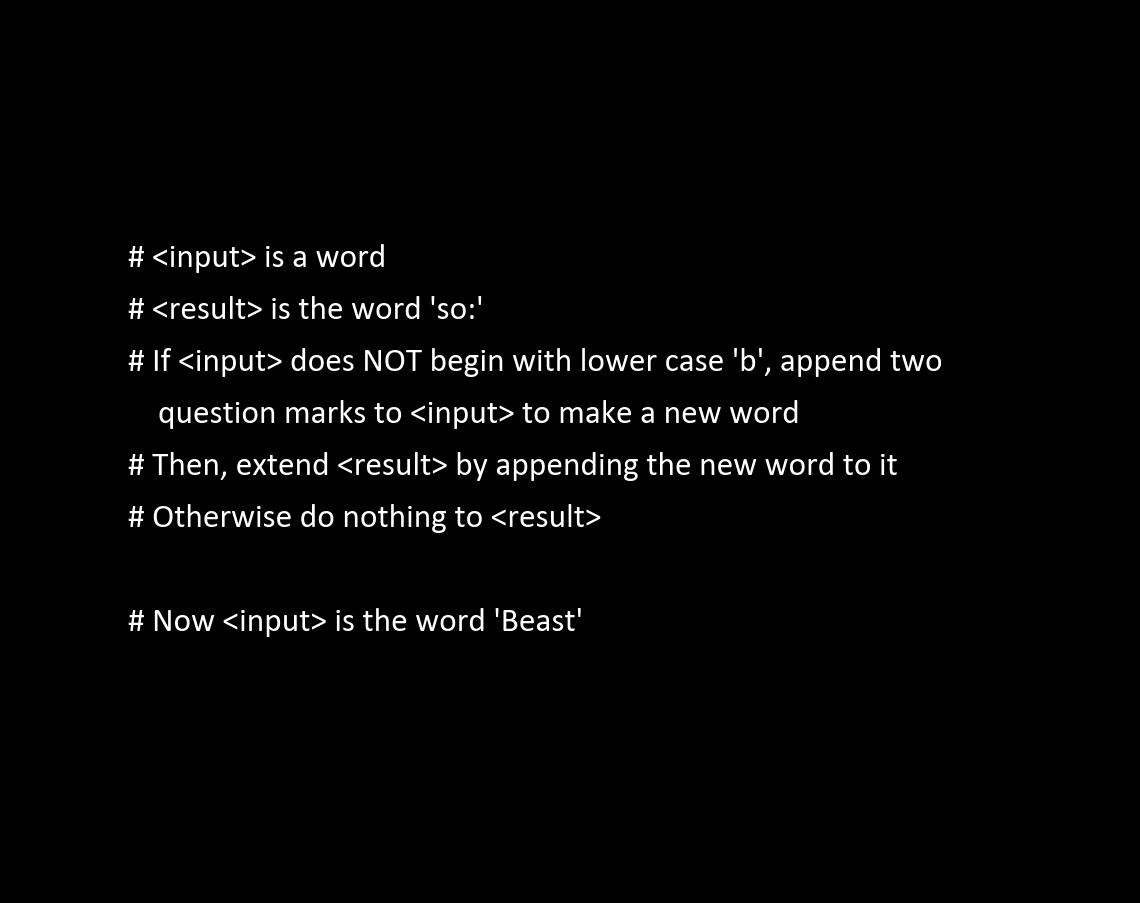 # <input> is a word
# <result> is the word 'so:'
# If <input> does NOT begin with lower case 'b', append two
question marks to <input> to make a new word
# Then, extend <result> by appending the new word to it
# Otherwise do nothing to <result>
# Now <input> is the word 'Beast'